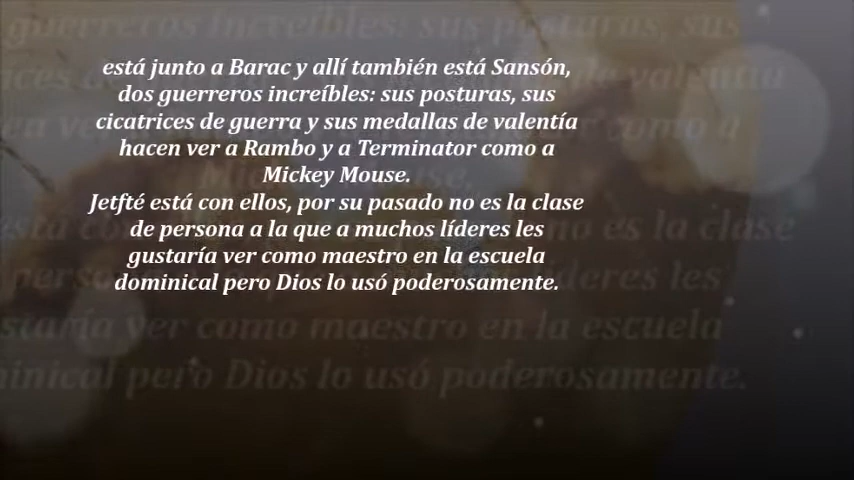 está junto a Barac y allí también está Sansón,
dos guerreros increíbles: sus posturas, sus
cicatrices de guerra y sus medallas de valentía
hacen ver a Rambo y a Terminator como a
Mickey Mouse.
Jetfté está con ellos, por su pasado no es la clase
de persona a la que a muchos líderes les
gustaría ver como maestro en la escuela
dominical pero Dios lo usó poderosamente.